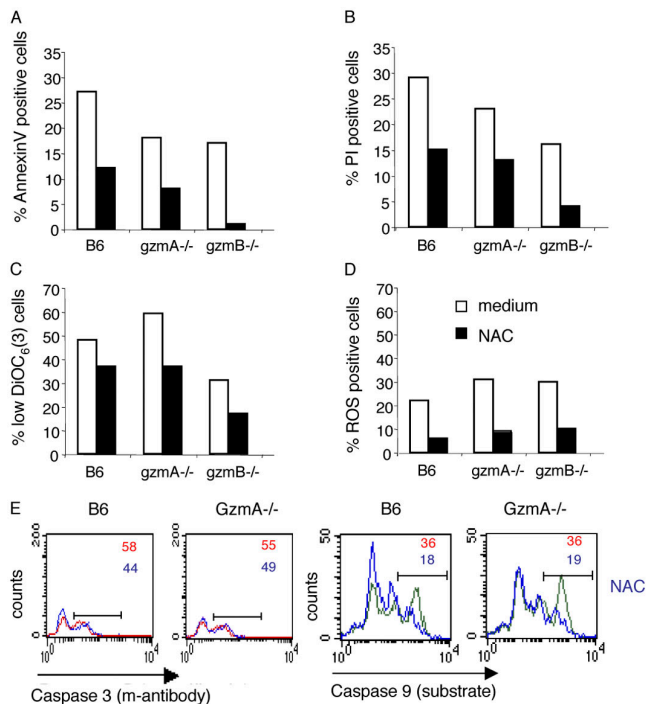 A
% AnnexinV positive cells
35
30
25
20
15
10
5
0
B6 gzmA-/- gzmB-/-
B
% PI positive cells
35
30
25
20
15
10
5
0
B6 gzmA-/- gzmB-/-
C
% low DiOC6(3) cells
70
60
50
40
30
20
10
0
B6 gzmA-/- gzmB-/-
D
% ROS positive cells
70
60
50
40
30
20
10
0
medium
NAC
B6 gzmA-/- gzmB-/-
E
B6 GzmA-/- B6 GzmA-/-
counts
200
0
58
44
10^0 10^4
200
0
55
49
10^0 10^4
counts
50
0
36
18
10^0 10^4
50
0
36
19
10^0 10^4
NAC
Caspase 3 (m-antibody)
Caspase 9 (substrate)